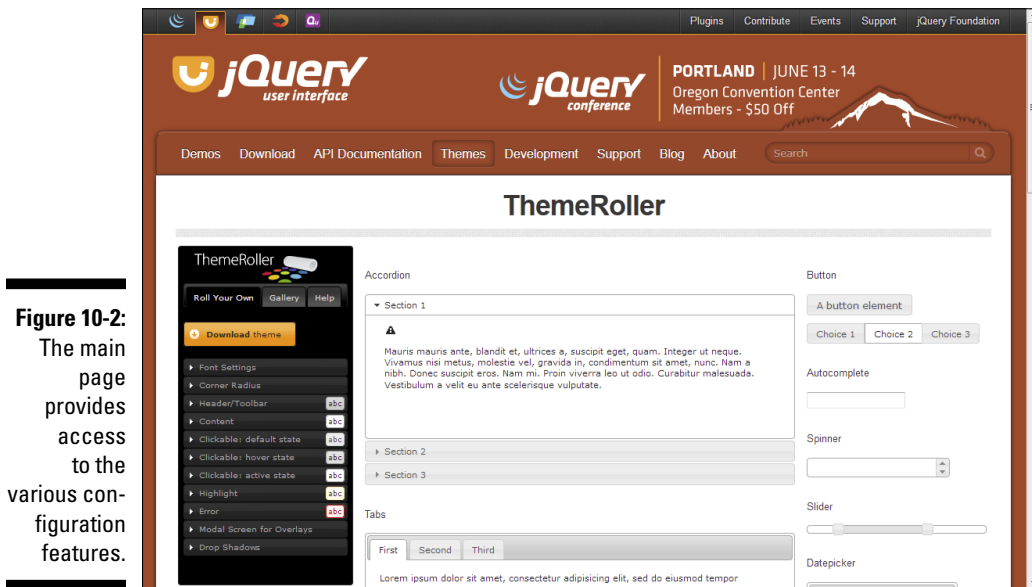 Plugins Contribute Events Support jQuery Foundation
jQuery
user interface
jQuery
conference
PORTLAND | JUNE 13 - 14
Oregon Convention Center
Members - $50 Off
Demos Download API Documentation Themes Development Support Blog About Search
ThemeRoller
ThemeRoller
Roll Your Own Gallery Help
Download theme
Font Settings
Corner Radius
Header/Toolbar abc
Content abc
Clickable: default state abc
Clickable: hover state abc
Clickable: active state abc
Highlight abc
Error abc
Modal Screen for Overlays
Drop Shadows
Accordion
Section 1
Mauris mauris ante, blandit et, ultrices a, suscipit eget, quam. Integer ut neque.
Vivamus nisi metus, molestie vel, gravida in, condimentum sit amet, nunc. Nam a
nibh. Donec suscipit eros. Nam mi. Proin viverra leo ut odio. Curabitur malesuada.
Vestibulum a velit eu ante scelerisque vulputate.
Section 2
Section 3
Tabs
First Second Third
Lorem ipsum dolor sit amet, consectetur adipisicing elit, sed do eiusmod tempor
Button
A button element
Choice 1 Choice 2 Choice 3
Autocomplete
Spinner
Slider
Datepicker
Figure 10-2:
The main
page
provides
access
to the
various con-
figuration
features.